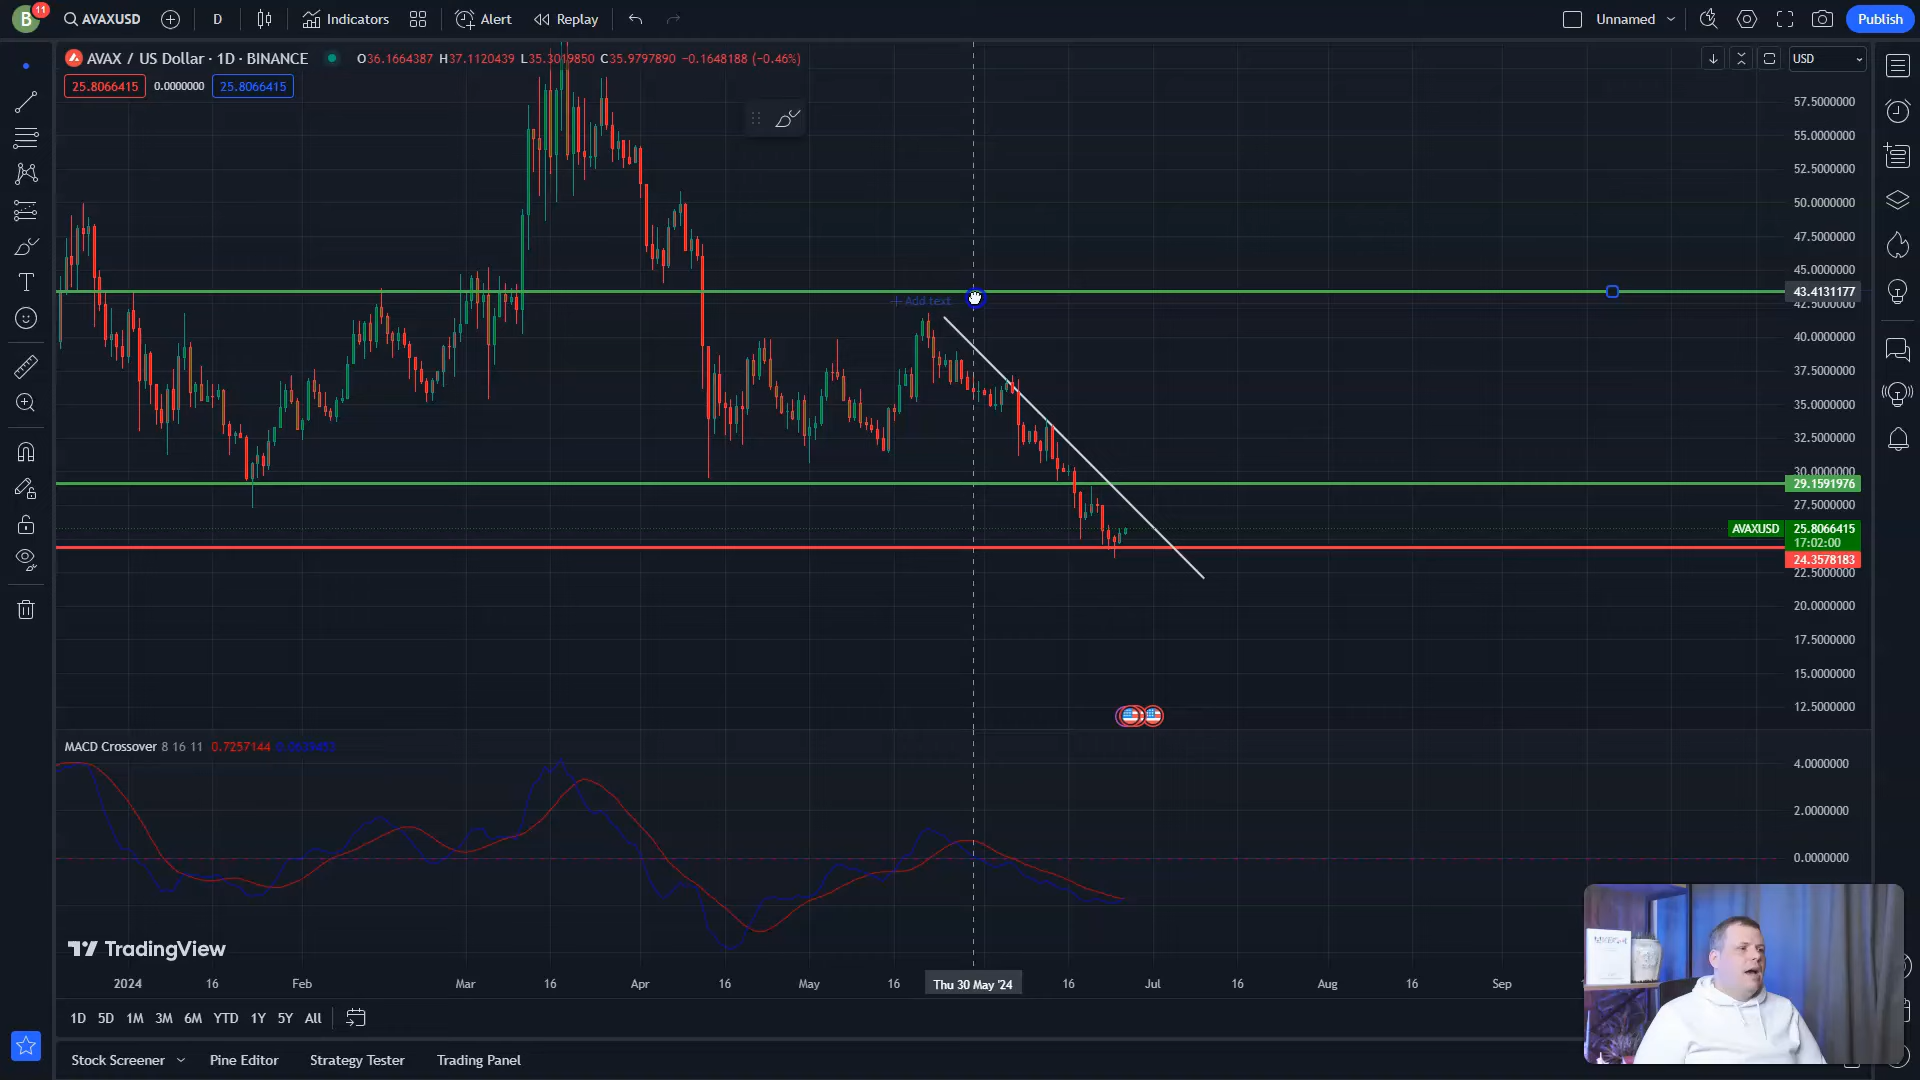 B 11 AVAXUSD D Indicators Alert Replay Unnamed Publish
AVAX / US Dollar · 1D · BINANCE O36.1664387 H37.1120439 L35.3019850 C35.9797890 −0.1648188 (−0.46%) USD
25.8066415 0.0000000 25.8066415
57.5000000
55.0000000
52.5000000
50.0000000
47.5000000
45.0000000
43.4131177
+ Add text
42.5000000
40.0000000
37.5000000
35.0000000
32.5000000
30.0000000
29.1591976
27.5000000
AVAXUSD 25.8066415
17:02:00
24.3578183
22.5000000
20.0000000
17.5000000
15.0000000
12.5000000
MACD Crossover 8 16 11 0.7257144
4.0000000
2.0000000
0.0000000
TradingView
2024 16 Feb Mar 16 Apr 16 May 16 Thu 30 May '24 16 Jul 16 Aug 16 Sep
1D 5D 1M 3M 6M YTD 1Y 5Y All
Stock Screener Pine Editor Strategy Tester Trading Panel